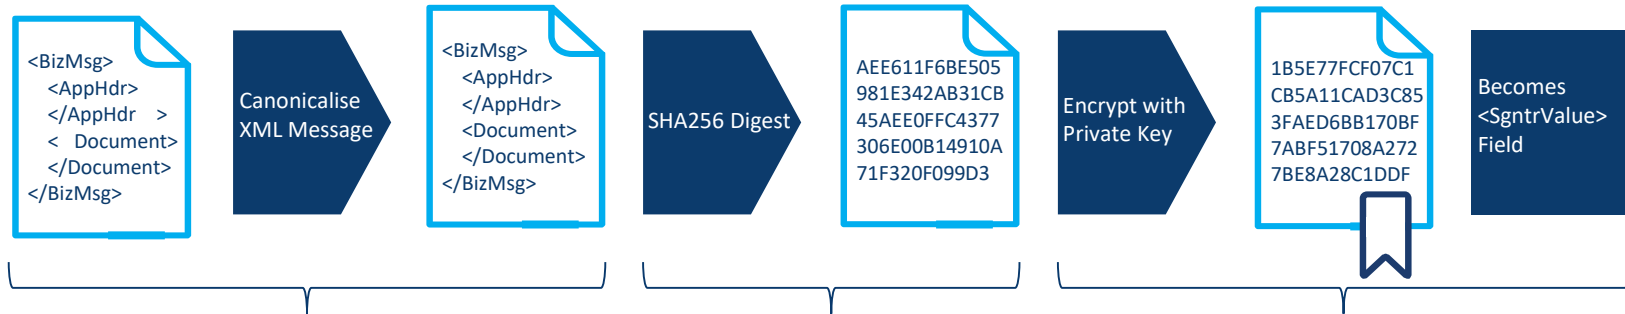 <BizMsg>
<AppHdr>
</AppHdr >
< Document>
</Document>
</BizMsg>
Canonicalise
XML Message
<BizMsg>
<AppHdr>
</AppHdr>
<Document>
</Document>
</BizMsg>
SHA256 Digest
AEE611F6BE505
981E342AB31CB
45AEE0FFC4377
306E00B14910A
71F320F099D3
Encrypt with
Private Key
1B5E77FCF07C1
CB5A11CAD3C85
3FAED6BB170BF
7ABF51708A272
7BE8A28C1DDF
Becomes
<SgntrValue>
Field